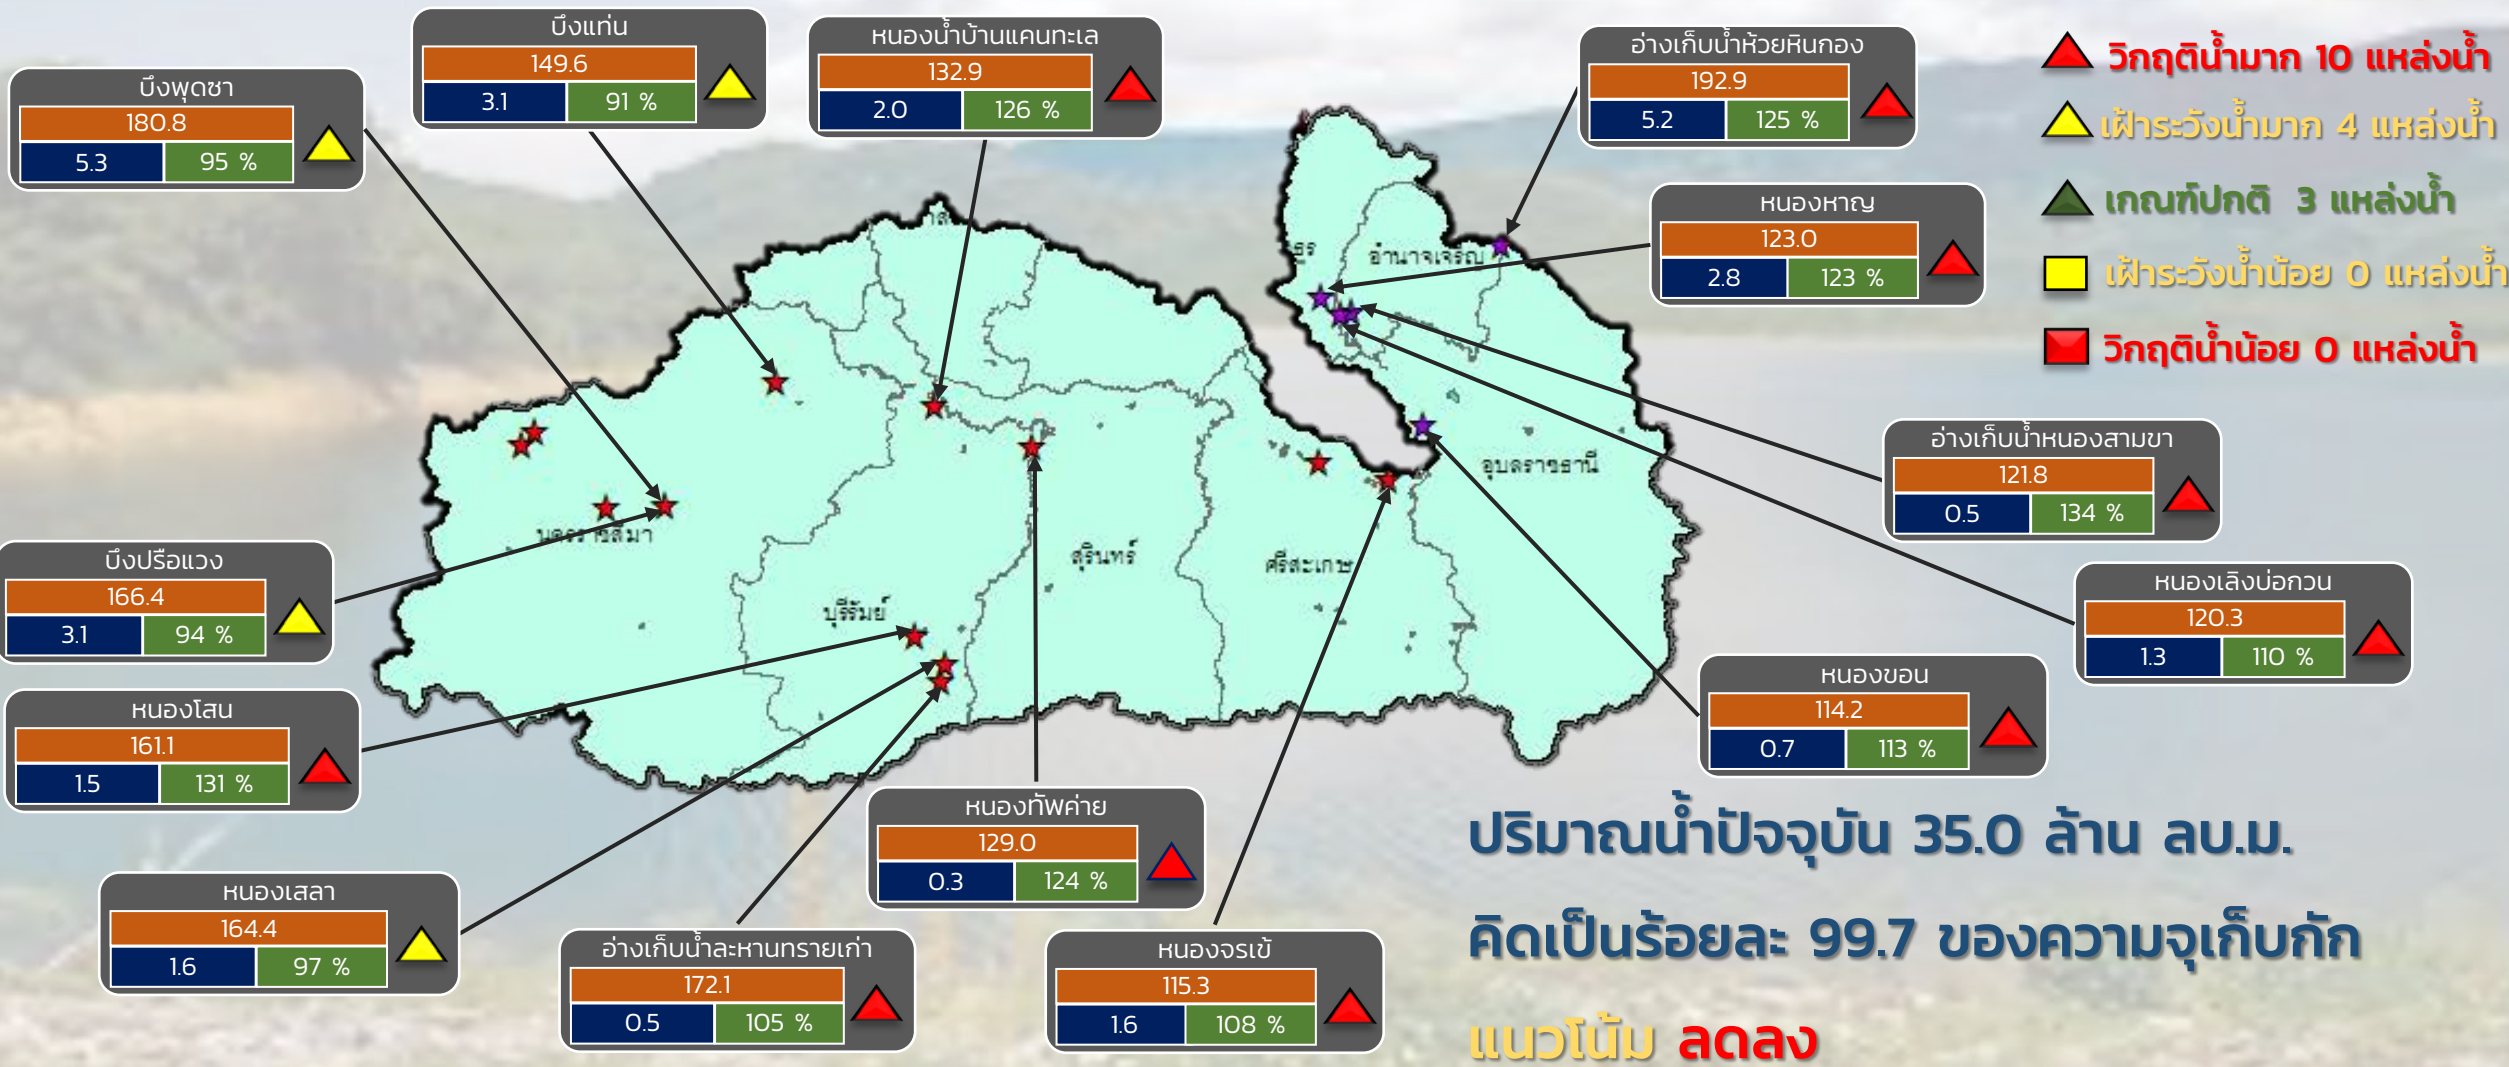 บึงแท่น
149.6
3.1 91 %
หนองน้ำบ้านแคนทะเล
132.9
2.0 126 %
อ่างเก็บน้ำห้วยหินกอง
192.9
5.2 125 %
วิกฤติน้ำมาก 10 แหล่งน้ำ
เฝ้าระวังน้ำมาก 4 แหล่งน้ำ
เกณฑ์ปกติ 3 แหล่งน้ำ
เฝ้าระวังน้ำน้อย 0 แหล่งน้ำ
วิกฤติน้ำน้อย 0 แหล่งน้ำ
บึงพุดซา
180.8
5.3 95 %
หนองหาญ
123.0
2.8 123 %
อำนาจเจริญ
อุบลราชธานี
นครราชสีมา
สุรินทร์
ศรีสะเกษ
บุรีรัมย์
อ่างเก็บน้ำหนองสามขา
121.8
0.5 134 %
บึงปรือแวง
166.4
3.1 94 %
หนองเลิงบ่อกวน
120.3
1.3 110 %
หนองขอน
114.2
0.7 113 %
หนองโสน
161.1
1.5 131 %
หนองทัพค่าย
129.0
0.3 124 %
หนองเสลา
164.4
1.6 97 %
อ่างเก็บน้ำละหานทรายเก่า
172.1
0.5 105 %
หนองจรเข้
115.3
1.6 108 %
ปริมาณน้ำปัจจุบัน 35.0 ล้าน ลบ.ม.
คิดเป็นร้อยละ 99.7 ของความจุเก็บกัก
แนวโน้ม ลดลง